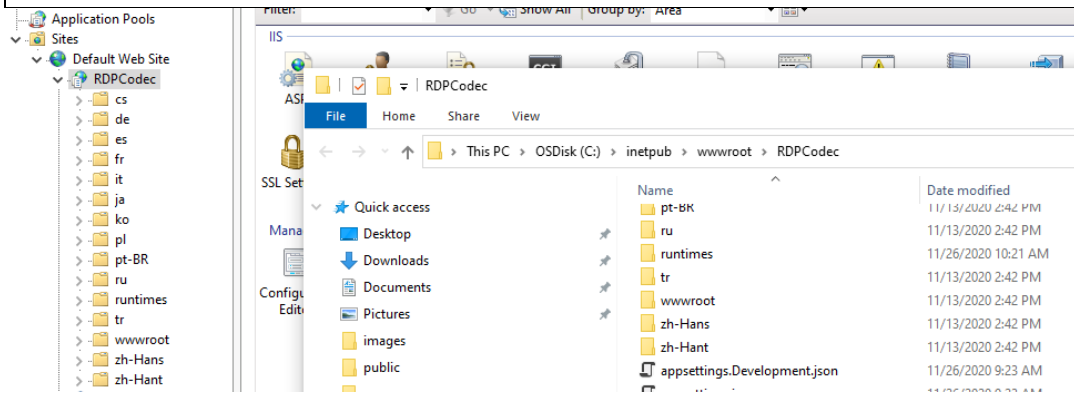 Application Pools
Sites
Default Web Site
RDPCodec
cs
de
es
fr
it
ja
ko
pl
pt-BR
ru
runtimes
tr
wwwroot
zh-Hans
zh-Hant
Filter:
Go
Show All
Group by:
Area
IIS
CGI
SSL Set
Mana
Configu
Edit
RDPCodec
File
Home
Share
View
This PC > OSDisk (C:) > inetpub > wwwroot > RDPCodec
Quick access
Desktop
Downloads
Documents
Pictures
images
public
Name
Date modified
pt-BR 11/13/2020 2:42 PM
ru 11/13/2020 2:42 PM
runtimes 11/26/2020 10:21 AM
tr 11/13/2020 2:42 PM
wwwroot 11/13/2020 2:42 PM
zh-Hans 11/13/2020 2:42 PM
zh-Hant 11/13/2020 2:42 PM
appsettings.Development.json 11/26/2020 9:23 AM